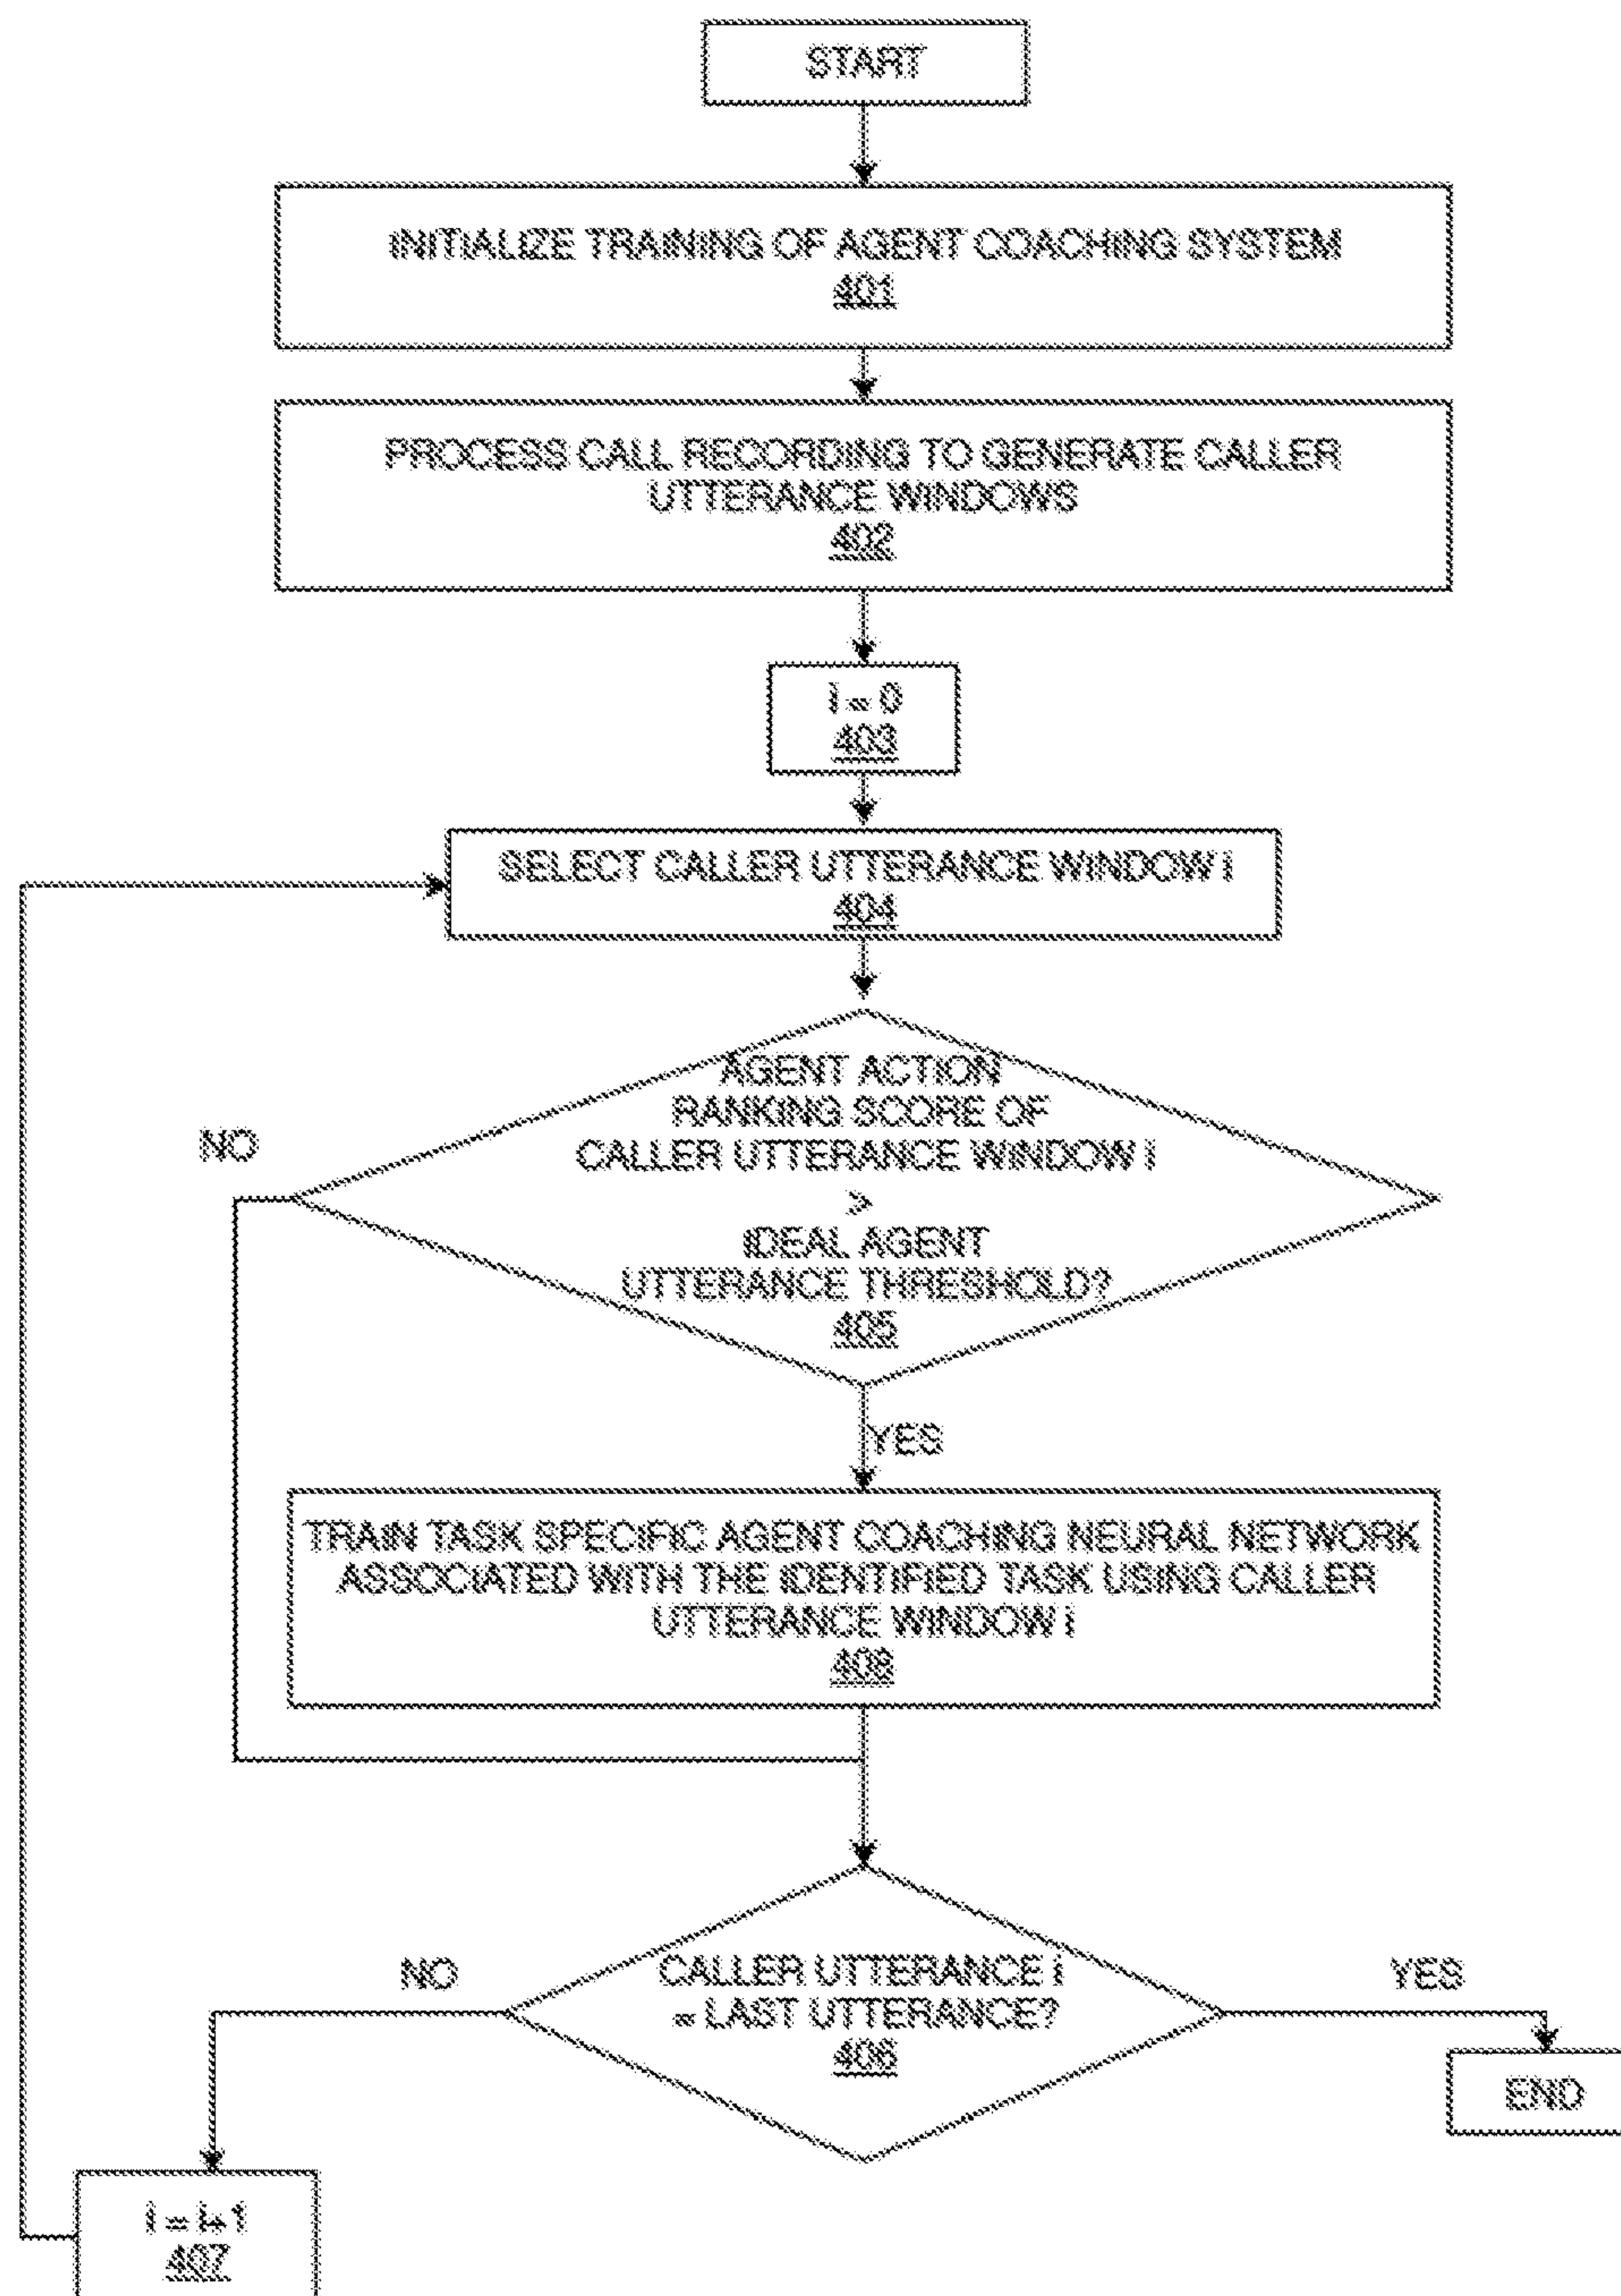 START
INITIALIZE TRAINING OF AGENT COACHING SYSTEM
401
PROCESS CALL RECORDING TO GENERATE CALLER
UTTERANCE WINDOWS
402
i = 0
403
SELECT CALLER UTTERANCE WINDOW i
404
AGENT ACTION
RANKING SCORE OF
CALLER UTTERANCE WINDOW i
>
IDEAL AGENT
UTTERANCE THRESHOLD?
405
NO
YES
TRAIN TASK SPECIFIC AGENT COACHING NEURAL NETWORK
ASSOCIATED WITH THE IDENTIFIED TASK USING CALLER
UTTERANCE WINDOW i
408
CALLER UTTERANCE i
= LAST UTTERANCE?
406
NO
YES
END
i = i+1
407